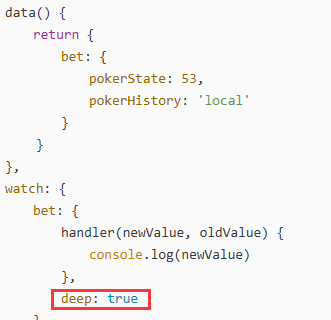 data() {
return {
bet: {
pokerState: 53,
pokerHistory: 'local'
}
}
},
watch: {
bet: {
handler(newValue, oldValue) {
console.log(newValue)
},
deep: true
}